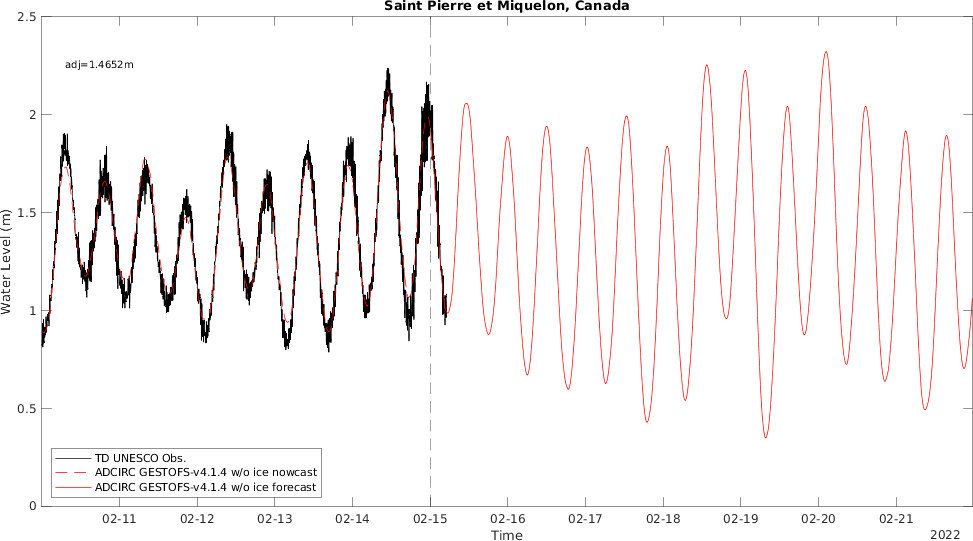 Saint Pierre et Miquelon, Canada
adj=1.4652m
2.5
2
1.5
1
0.5
0
Water Level (m)
TD UNESCO Obs.
ADCIRC GESTOFS-v4.1.4 w/o ice nowcast
ADCIRC GESTOFS-v4.1.4 w/o ice forecast
02-11 02-12 02-13 02-14 02-15 02-16 02-17 02-18 02-19 02-20 02-21
Time
2022